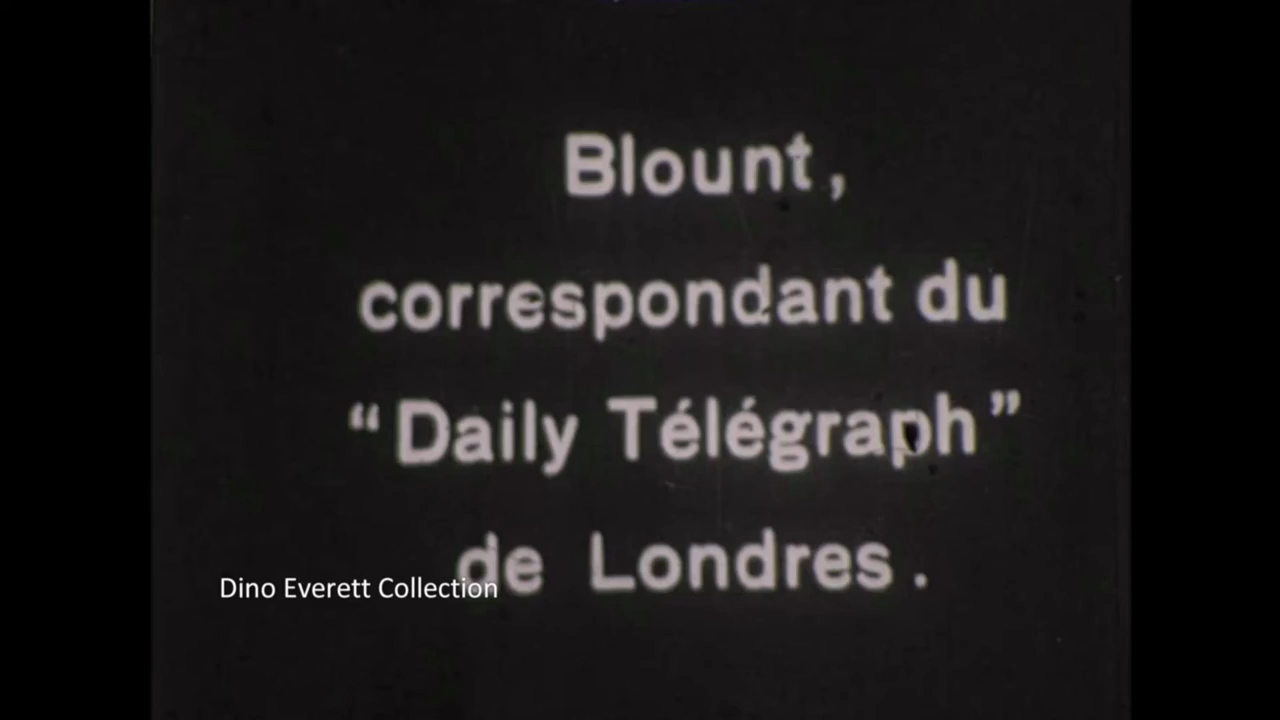 Blount,
correspondant du
“Daily Télégraph”
de Londres.
Dino Everett Collection